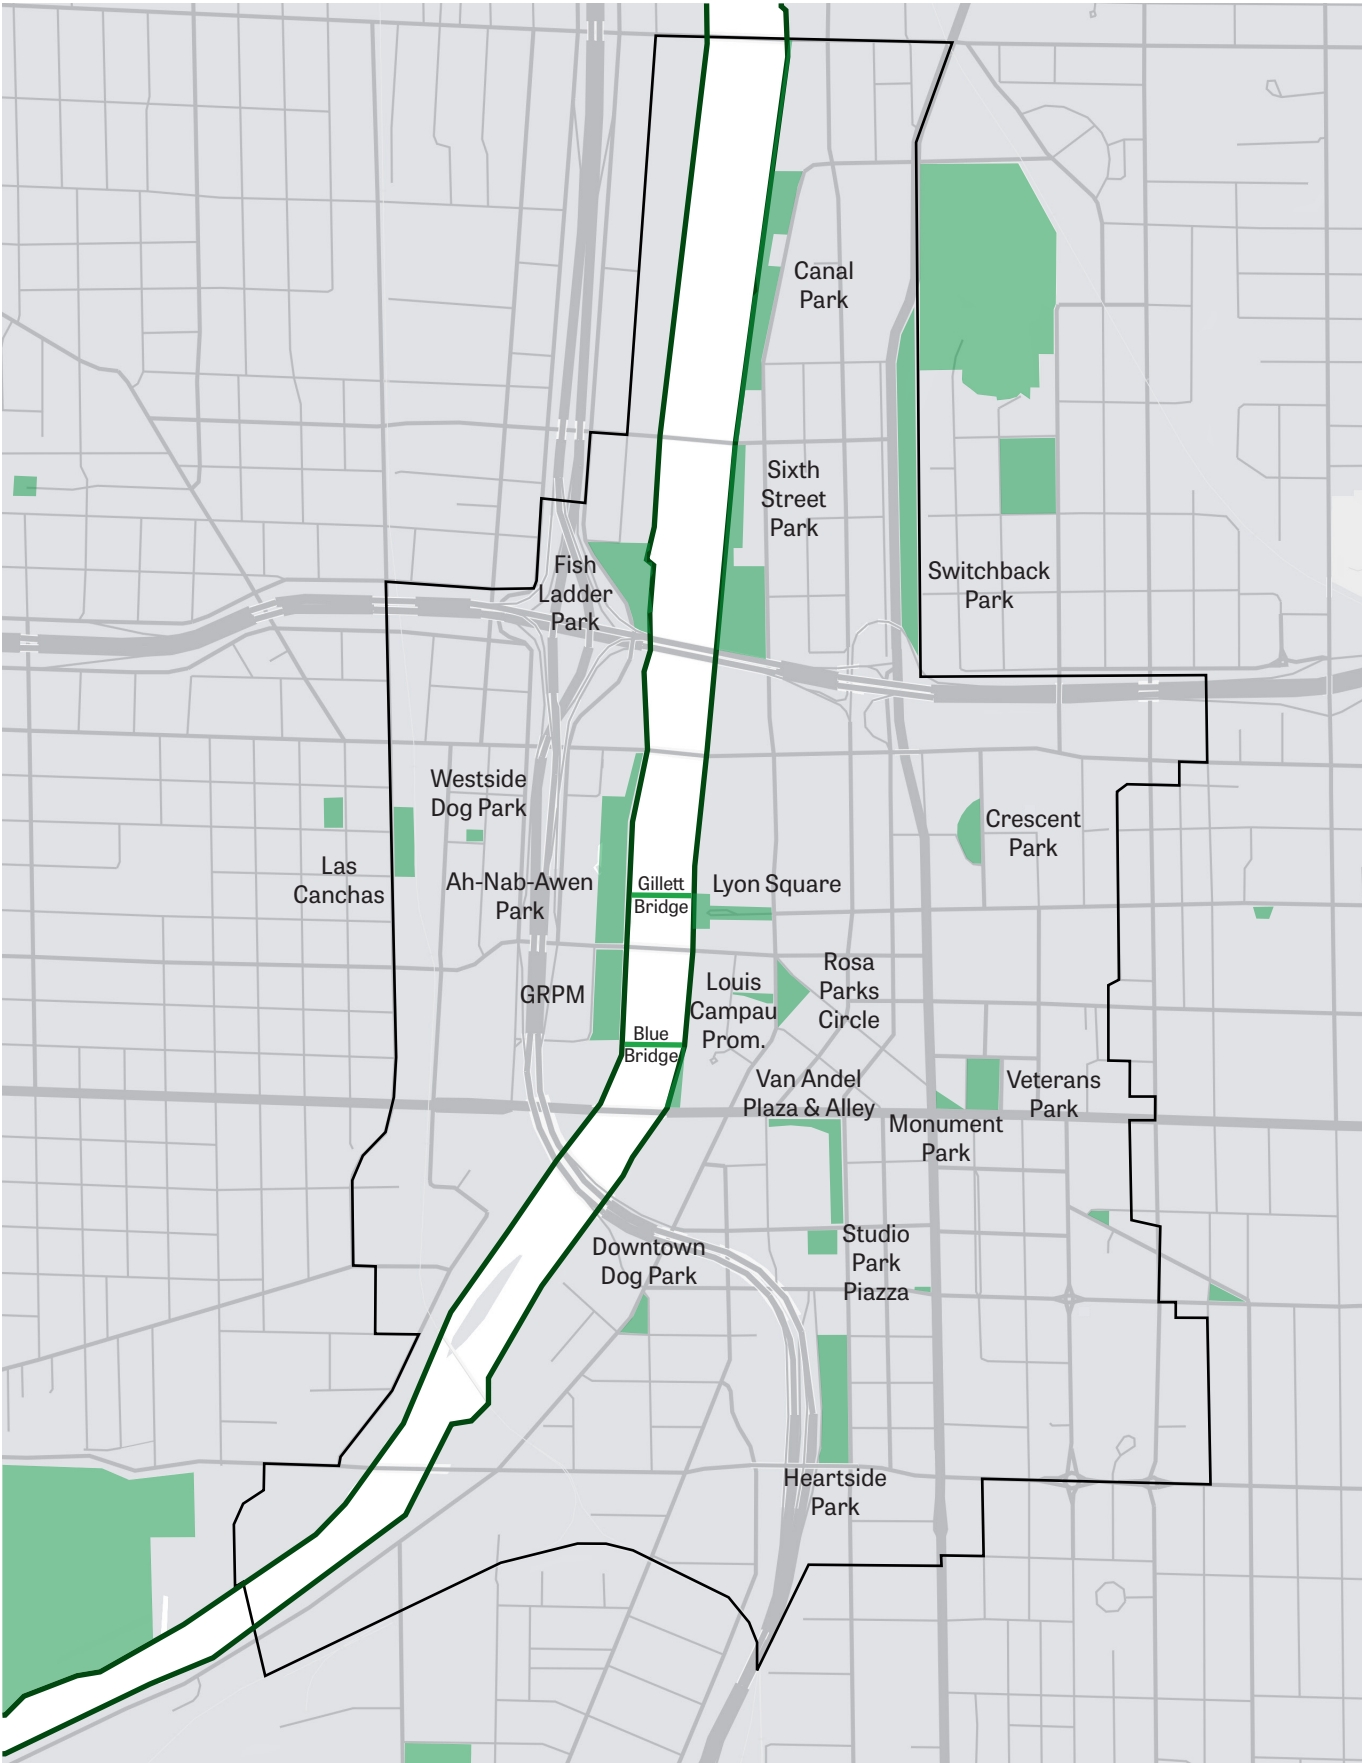 Canal
Park
Sixth
Street
Park
Fish
Ladder
Park
Switchback
Park
Westside
Dog Park
Crescent
Park
Las
Canchas
Ah-Nab-Awen
Park
Gillett
Bridge
Lyon Square
GRPM
Louis
Campau
Prom.
Rosa
Parks
Circle
Blue
Bridge
Van Andel
Plaza & Alley
Veterans
Park
Monument
Park
Downtown
Dog Park
Studio
Park
Piazza
Heartside
Park